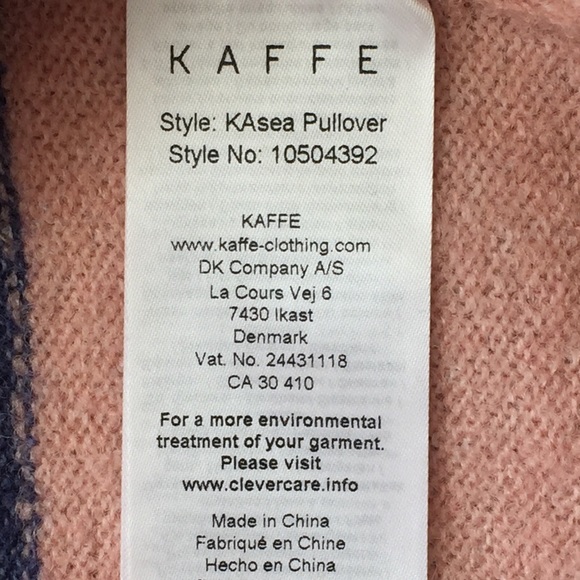 KAFFE
Style: KAsea Pullover
Style No: 10504392
KAFFE
www.kaffe-clothing.com
DK Company A/S
La Cours Vej 6
7430 Ikast
Denmark
Vat. No. 24431118
CA 30 410
For a more environmental
treatment of your garment.
Please visit
www.clevercare.info
Made in China
Fabriqué en Chine
Hecho en China